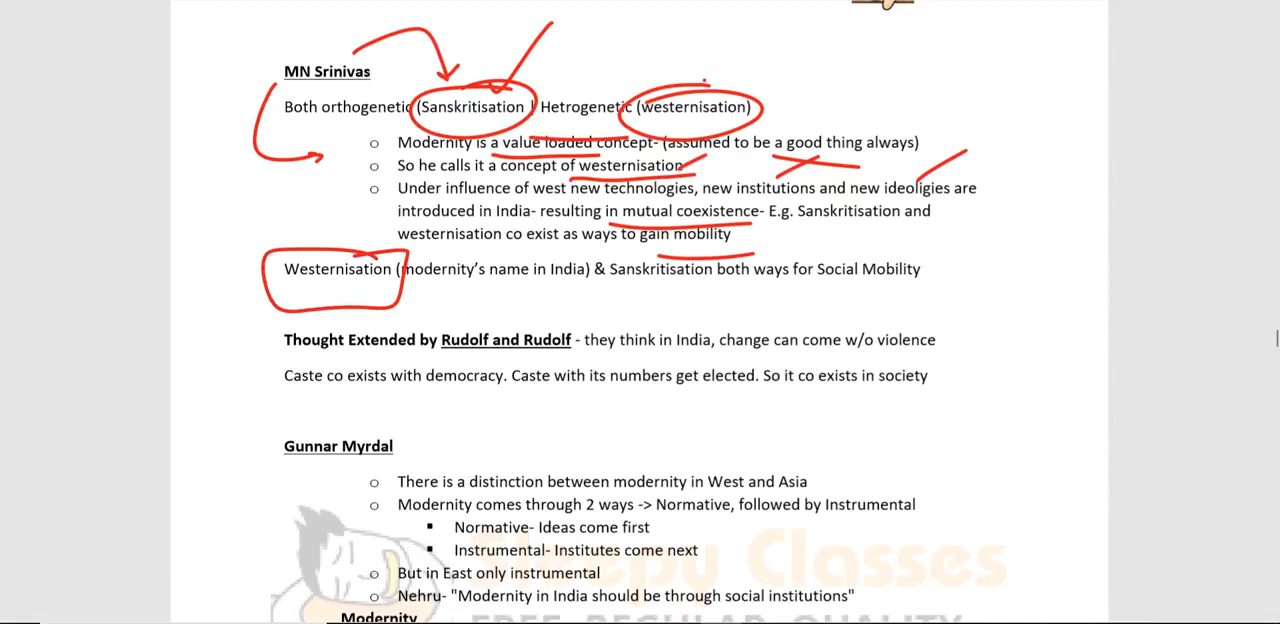 MN Srinivas
Both orthogenetic (Sanskritisation / Hetrogenetic (westernisation)
o Modernity is a value loaded concept- (assumed to be a good thing always)
o So he calls it a concept of westernisation
o Under influence of west new technologies, new institutions and new ideoligies are
introduced in India- resulting in mutual coexistence- E.g. Sanskritisation and
westernisation co exist as ways to gain mobility
Westernisation (modernity's name in India) & Sanskritisation both ways for Social Mobility
Thought Extended by Rudolf and Rudolf - they think in India, change can come w/o violence
Caste co exists with democracy. Caste with its numbers get elected. So it co exists in society
Gunnar Myrdal
o There is a distinction between modernity in West and Asia
o Modernity comes through 2 ways -> Normative, followed by Instrumental
▪ Normative- Ideas come first
▪ Instrumental- Institutes come next
o But in East only instrumental
o Nehru- "Modernity in India should be through social institutions"
Modernity
Sleepy Classes
FREE REGULAR QUALITY